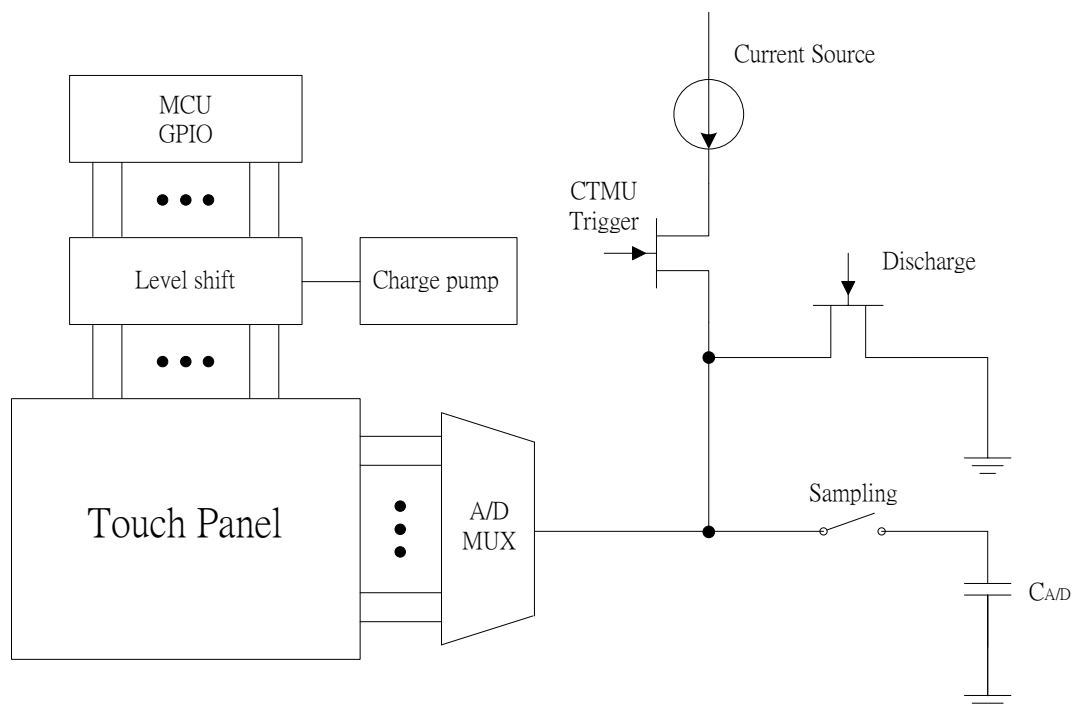 Current Source
MCU
GPIO
CTMU
Trigger
Level shift
Charge pump
Discharge
Touch Panel
A/D
MUX
Sampling
CA/D